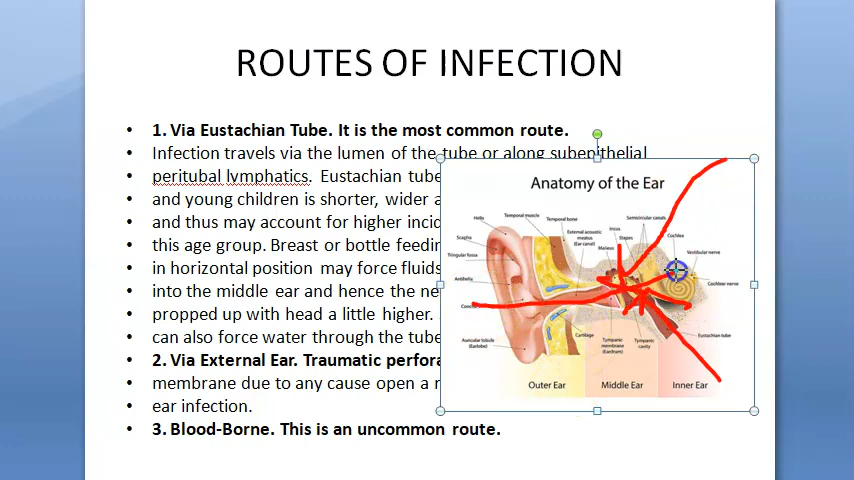 ROUTES OF INFECTION
• 1. Via Eustachian Tube. It is the most common route.
• Infection travels via the lumen of the tube or along subepithelial
• peritubal lymphatics. Eustachian tube
• and young children is shorter, wider
• and thus may account for higher
• this age group. Breast or bottle
• in horizontal position may force fluids
• into the middle ear and hence the
• propped up with head a little higher.
• can also force water through the tube
• 2. Via External Ear. Traumatic
• membrane due to any cause open a
• ear infection.
• 3. Blood-Borne. This is an uncommon route.
Anatomy of the Ear
Helix
Temporal muscle
Temporal bone
Scapha
Triangular fossa
Antihelix
Auricular lobule
(Earlobe)
External acoustic
meatus
(Ear canal)
Malleus
Incus
Stapes
Semicircular canals
Cochlea
Vestibular nerve
Cochlear nerve
Eustachian tube
Cartilage
Tympanic
membrane
(Eardrum)
Tympanic
cavity
Outer Ear
Middle Ear
Inner Ear